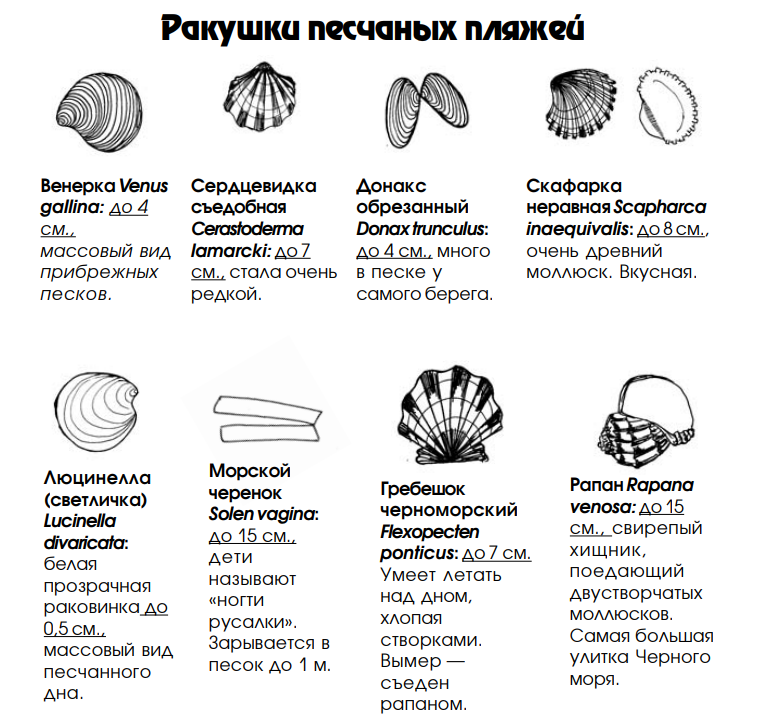 Ракушки песчаных пляжей
Венерка Venus
gallina: до 4
см.,
массовый вид
прибрежных
песков.
Сердцевидка
съедобная
Cerastoderma
lamarcki: до 7
см., стала очень
редкой.
Донакс
обрезанный
Donax trunculus:
до 4 см., много
в песке у
самого берега.
Скафарка
неравная Scapharca
inaequivalis: до 8 см.,
очень древний
моллюск. Вкусная.
Люцинелла
(светличка)
Lucinella
divaricata:
белая
прозрачная
раковинка до
0,5 см.,
массовый вид
песчанного
дна.
Морской
черенок
Solen vagina:
до 15 см.,
дети
называют
«ногти
русалки».
Зарывается в
песок до 1 м.
Гребешок
черноморский
Flexopecten
ponticus: до 7 см.
Умеет летать
над дном,
хлопая
створками.
Вымер —
съеден
рапаном.
Рапан Rapana
venosa: до 15
см., свирепый
хищник,
поедающий
двустворчатых
моллюсков.
Самая большая
улитка Черного
моря.